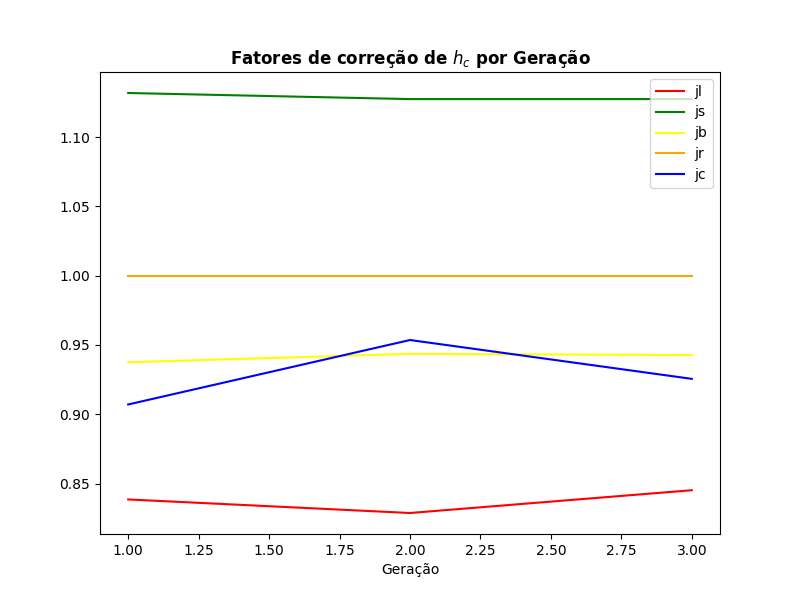 Fatores de correção de h_c por Geração
jl
js
jb
jr
jc
1.10
1.05
1.00
0.95
0.90
0.85
1.00 1.25 1.50 1.75 2.00 2.25 2.50 2.75 3.00
Geração